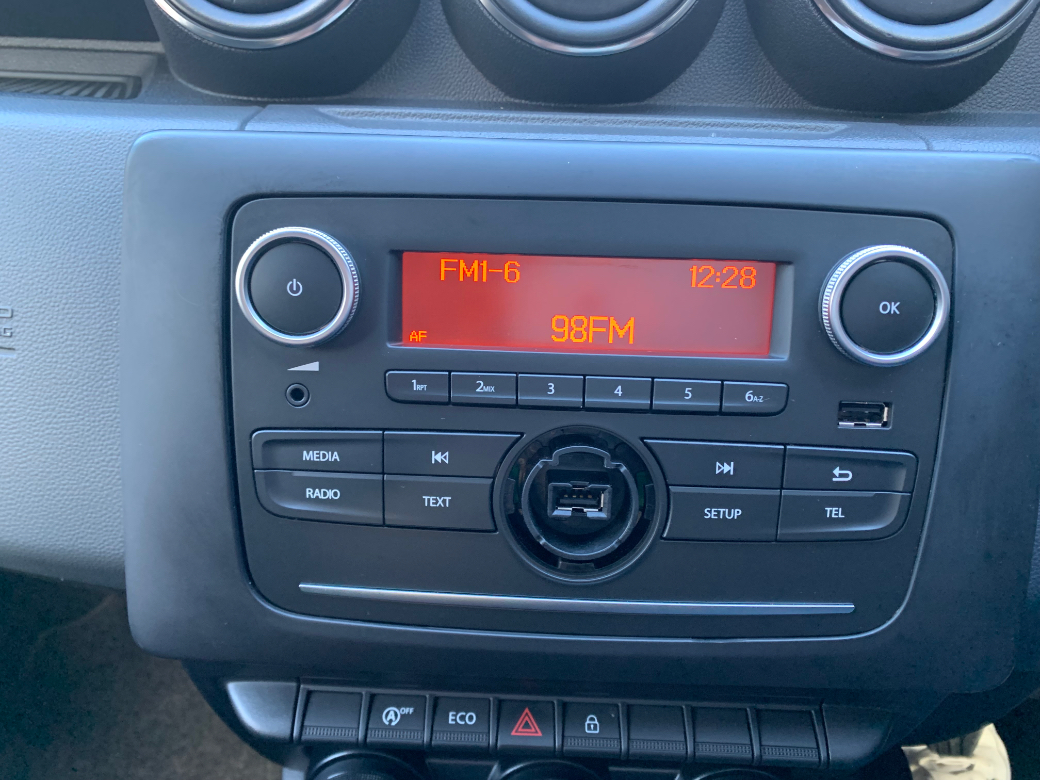 FM1-6 12:28
AF 98FM
OK
1RPT 2MIX 3 4 5 6A-Z
MEDIA
RADIO TEXT SETUP TEL
A OFF ECO